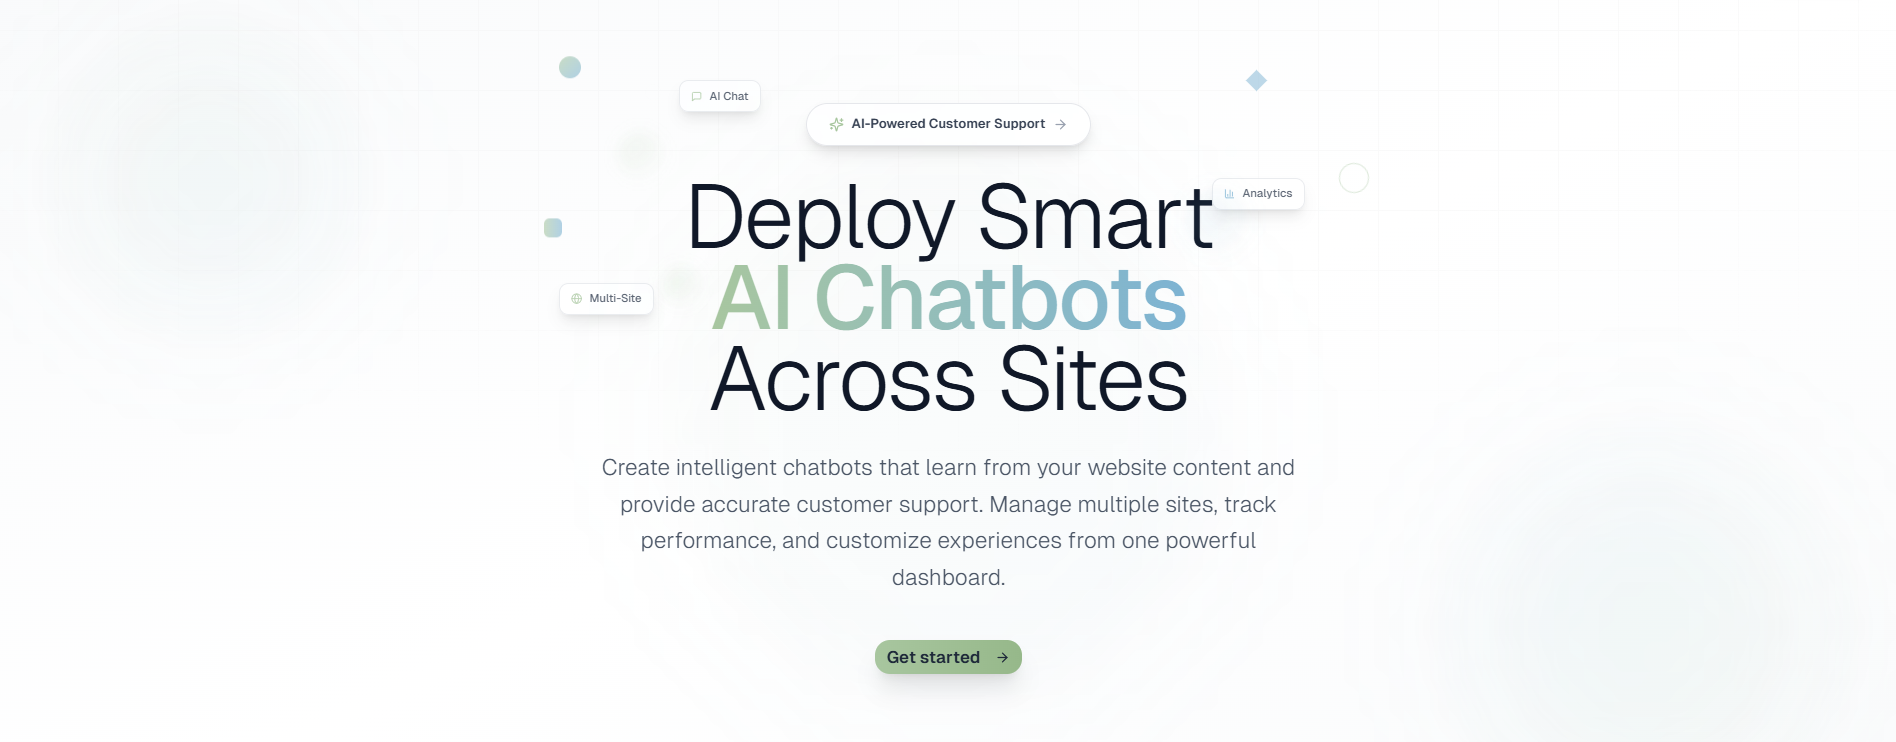 AI Chat
AI-Powered Customer Support
Deploy Smart
Analytics
AI Chatbots
Multi-Site
Across Sites
Create intelligent chatbots that learn from your website content and
provide accurate customer support. Manage multiple sites, track
performance, and customize experiences from one powerful
dashboard.
Get started